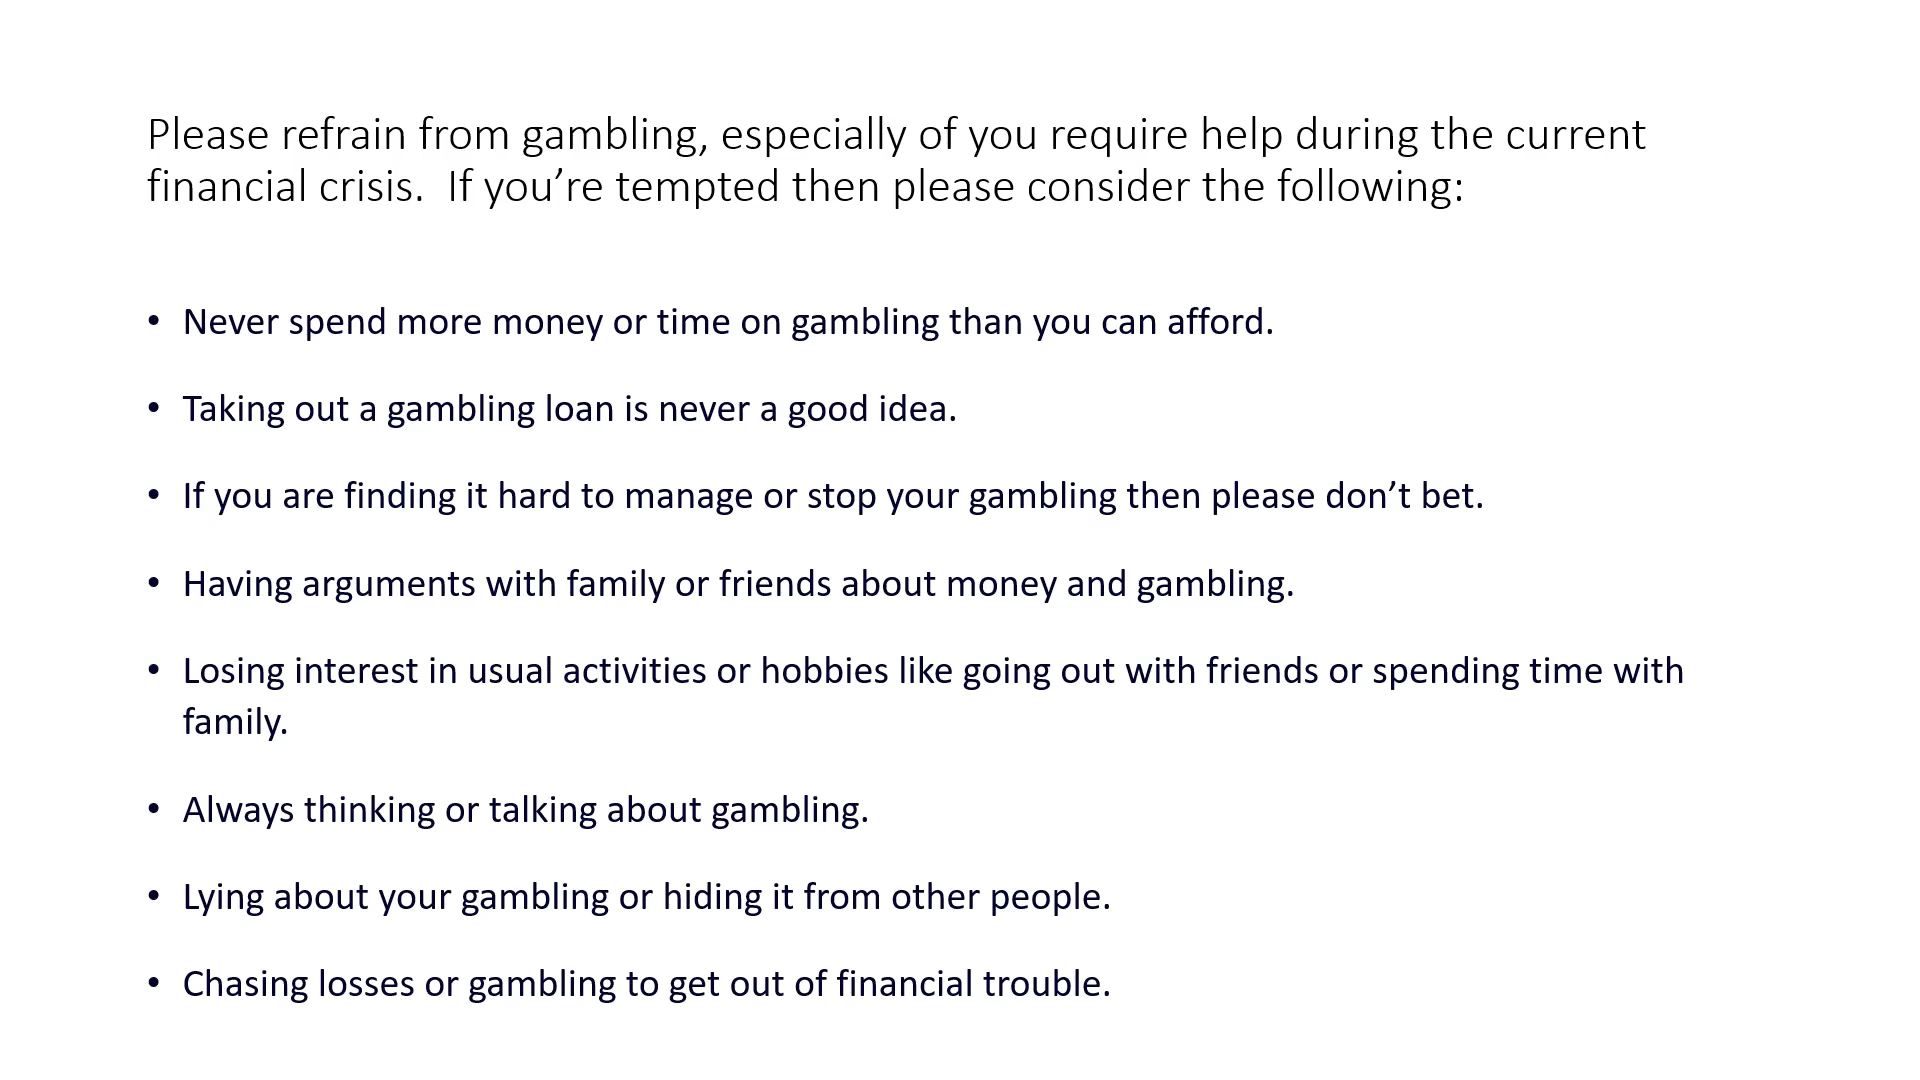 Please refrain from gambling, especially of you require help during the current
financial crisis.  If you’re tempted then please consider the following:
• Never spend more money or time on gambling than you can afford.
• Taking out a gambling loan is never a good idea.
• If you are finding it hard to manage or stop your gambling then please don’t bet.
• Having arguments with family or friends about money and gambling.
• Losing interest in usual activities or hobbies like going out with friends or spending time with
family.
• Always thinking or talking about gambling.
• Lying about your gambling or hiding it from other people.
• Chasing losses or gambling to get out of financial trouble.